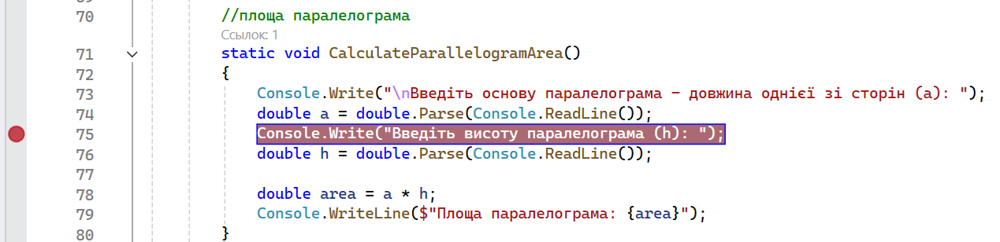 70 //площа паралелограма
Ссылок: 1
71 static void CalculateParallelogramArea()
72 {
73 Console.Write("\nВведіть основу паралелограма - довжина однієї зі сторін (a): ");
74 double a = double.Parse(Console.ReadLine());
75 Console.Write("Введіть висоту паралелограма (h): ");
76 double h = double.Parse(Console.ReadLine());
77
78 double area = a * h;
79 Console.WriteLine($"Площа паралелограма: {area}");
80 }